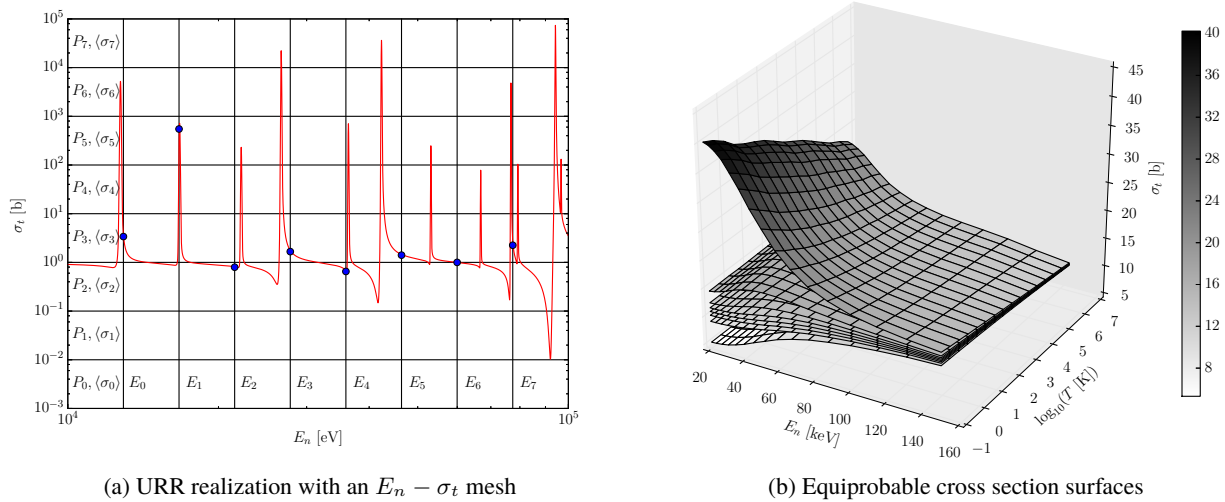 10^5
10^4
10^3
10^2
10^1
10^0
10^{-1}
10^{-2}
10^{-3}
σ_t [b]
P_7, ⟨σ_7⟩
P_6, ⟨σ_6⟩
P_5, ⟨σ_5⟩
P_4, ⟨σ_4⟩
P_3, ⟨σ_3⟩
P_2, ⟨σ_2⟩
P_1, ⟨σ_1⟩
P_0, ⟨σ_0⟩ E_0 E_1 E_2 E_3 E_4 E_5 E_6 E_7
10^4 10^5
E_n [eV]
(a) URR realization with an E_n − σ_t mesh
45
40
35
30
25
20
15
10
5
σ_t [b]
20 40 60 80 100 120 140 160
E_n [keV]
−1 0 1 2 3 4 5 6 7
log_{10}(T [K])
40
36
32
28
24
20
16
12
8
(b) Equiprobable cross section surfaces